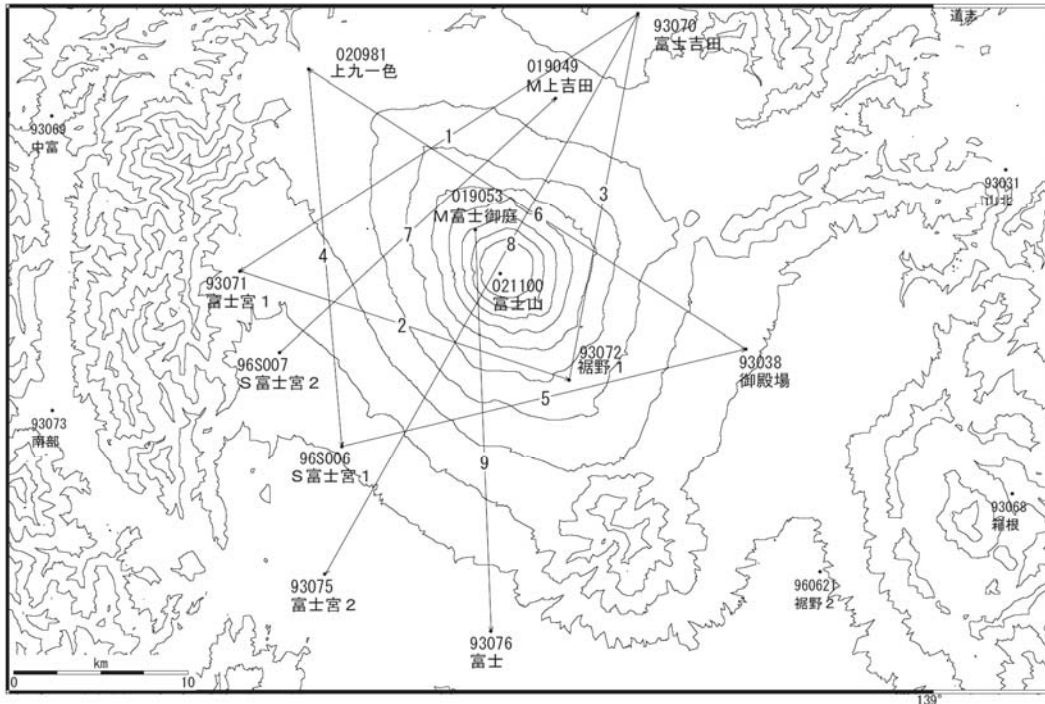 道志
93070
富士吉田
020981
上九一色
019049
M上吉田
93069
中富
1
93031
山北
3
019053
M富士御庭
6
7
8
4
93071
富士宮1
021100
富士山
2
96S007
S富士宮2
93072
裾野1
93038
御殿場
5
93073
南部
96S006
S富士宮1
9
93068
箱根
93075
富士宮2
960621
裾野2
93076
富士
km
0
10
139°